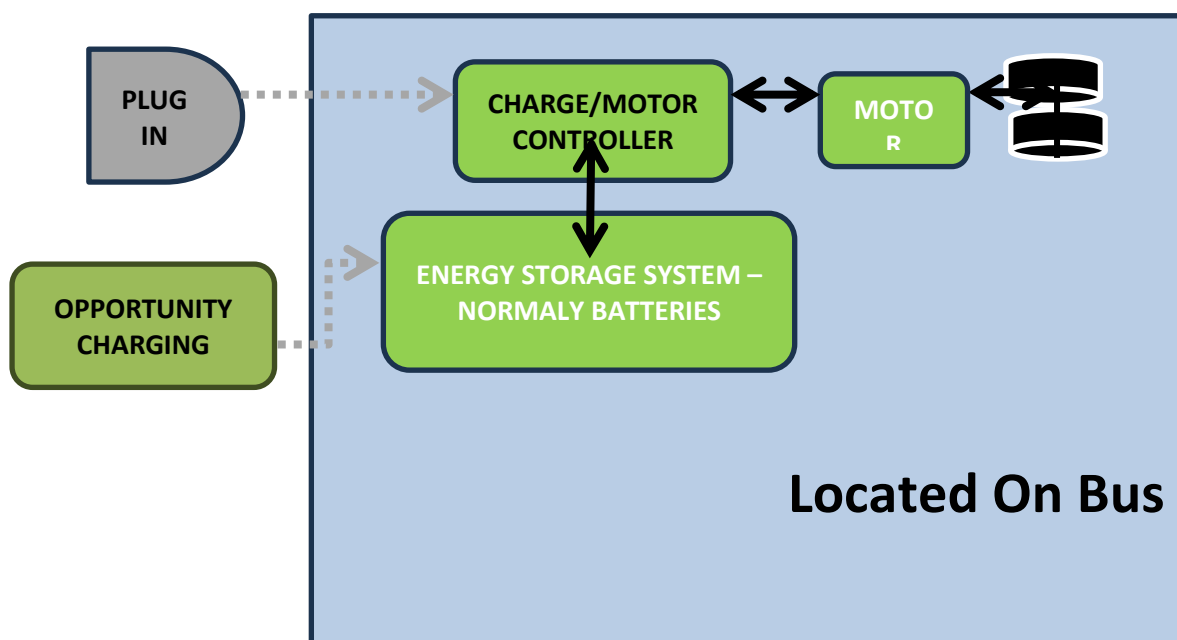 PLUG
IN
CHARGE/MOTOR
CONTROLLER
MOTO
R
ENERGY STORAGE SYSTEM –
NORMALY BATTERIES
OPPORTUNITY
CHARGING
Located On Bus